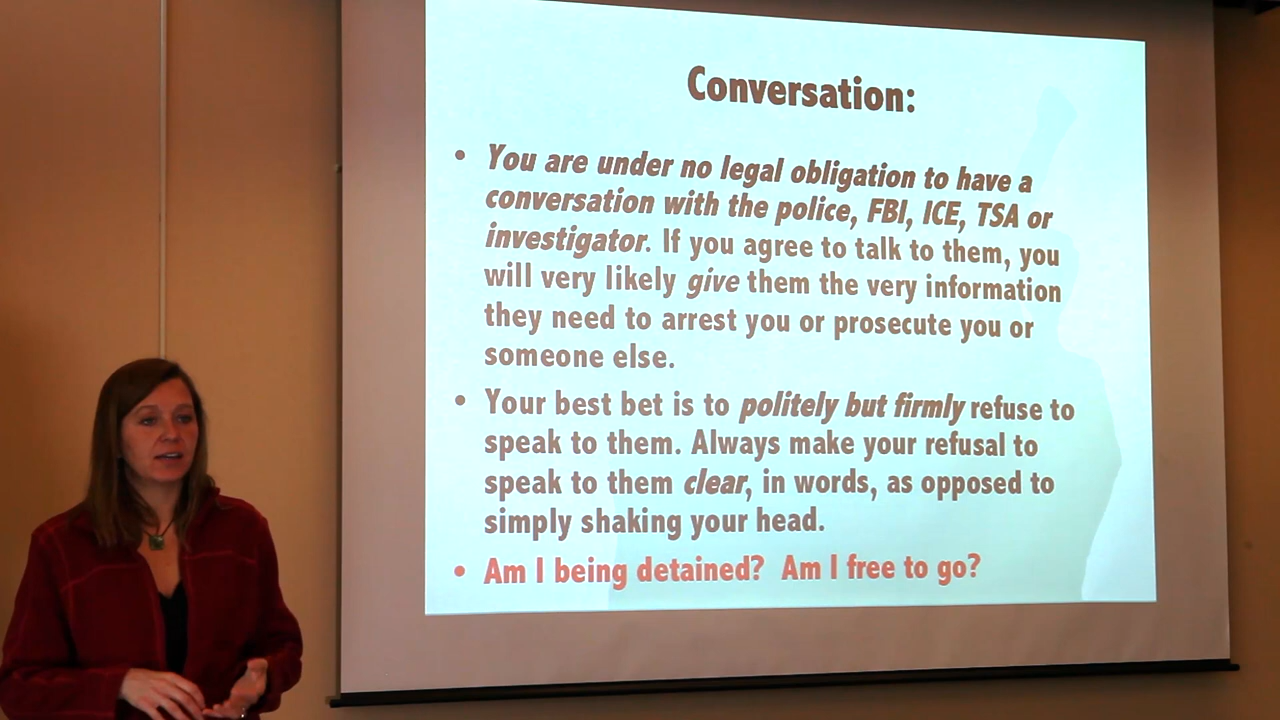 Conversation:
• You are under no legal obligation to have a
conversation with the police, FBI, ICE, TSA or
investigator. If you agree to talk to them, you
will very likely give them the very information
they need to arrest you or prosecute you or
someone else.
• Your best bet is to politely but firmly refuse to
speak to them. Always make your refusal to
speak to them clear, in words, as opposed to
simply shaking your head.
• Am I being detained?  Am I free to go?